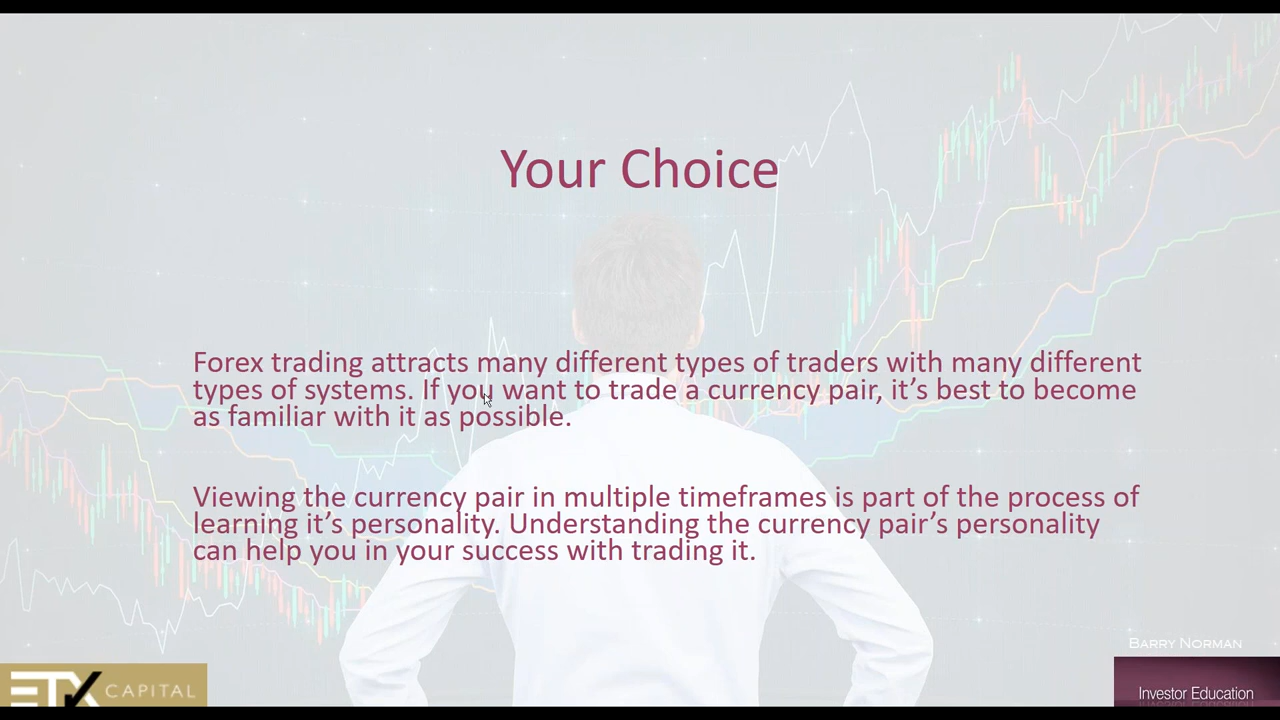 Your Choice
Forex trading attracts many different types of traders with many different
types of systems. If you want to trade a currency pair, it’s best to become
as familiar with it as possible.
Viewing the currency pair in multiple timeframes is part of the process of
learning it’s personality. Understanding the currency pair’s personality
can help you in your success with trading it.
Barry Norman
ETX CAPITAL
Investor Education